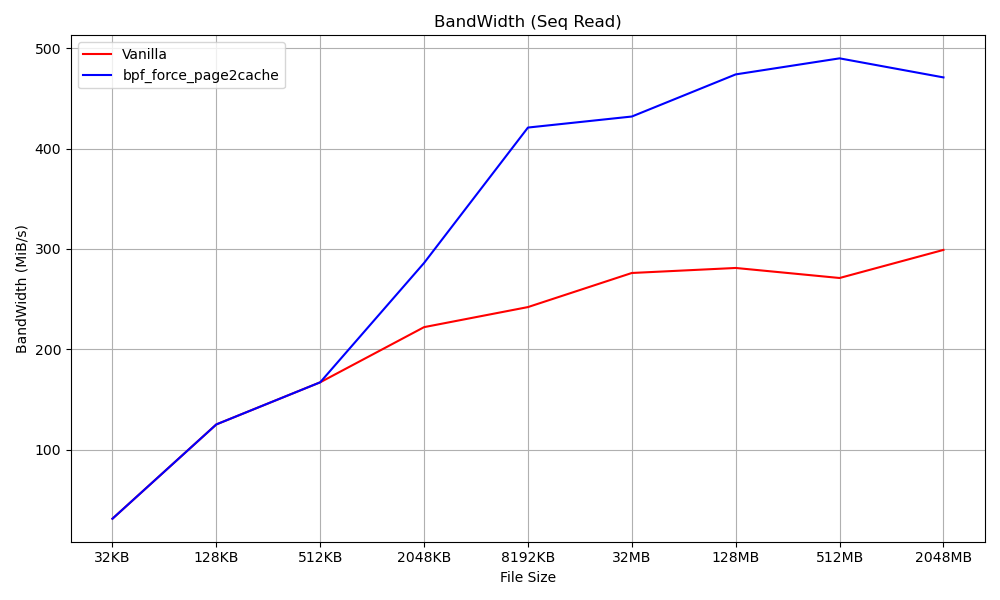 BandWidth (Seq Read)
Vanilla
bpf_force_page2cache
BandWidth (MiB/s)
500
400
300
200
100
32KB 128KB 512KB 2048KB 8192KB 32MB 128MB 512MB 2048MB
File Size